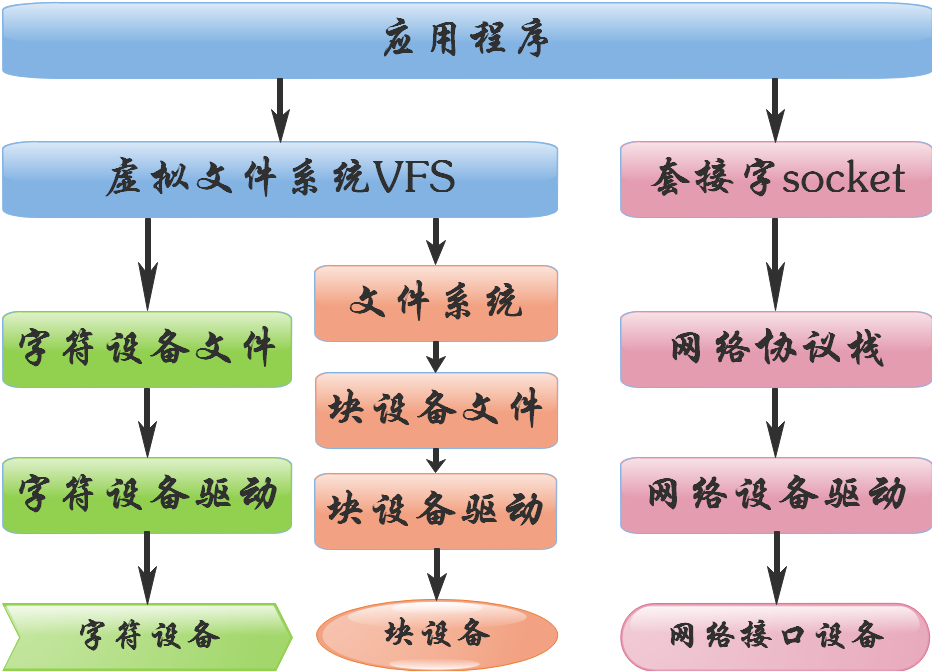 应用程序
虚拟文件系统VFS
套接字socket
文件系统
字符设备文件
网络协议栈
块设备文件
字符设备驱动
块设备驱动
网络设备驱动
字符设备
块设备
网络接口设备